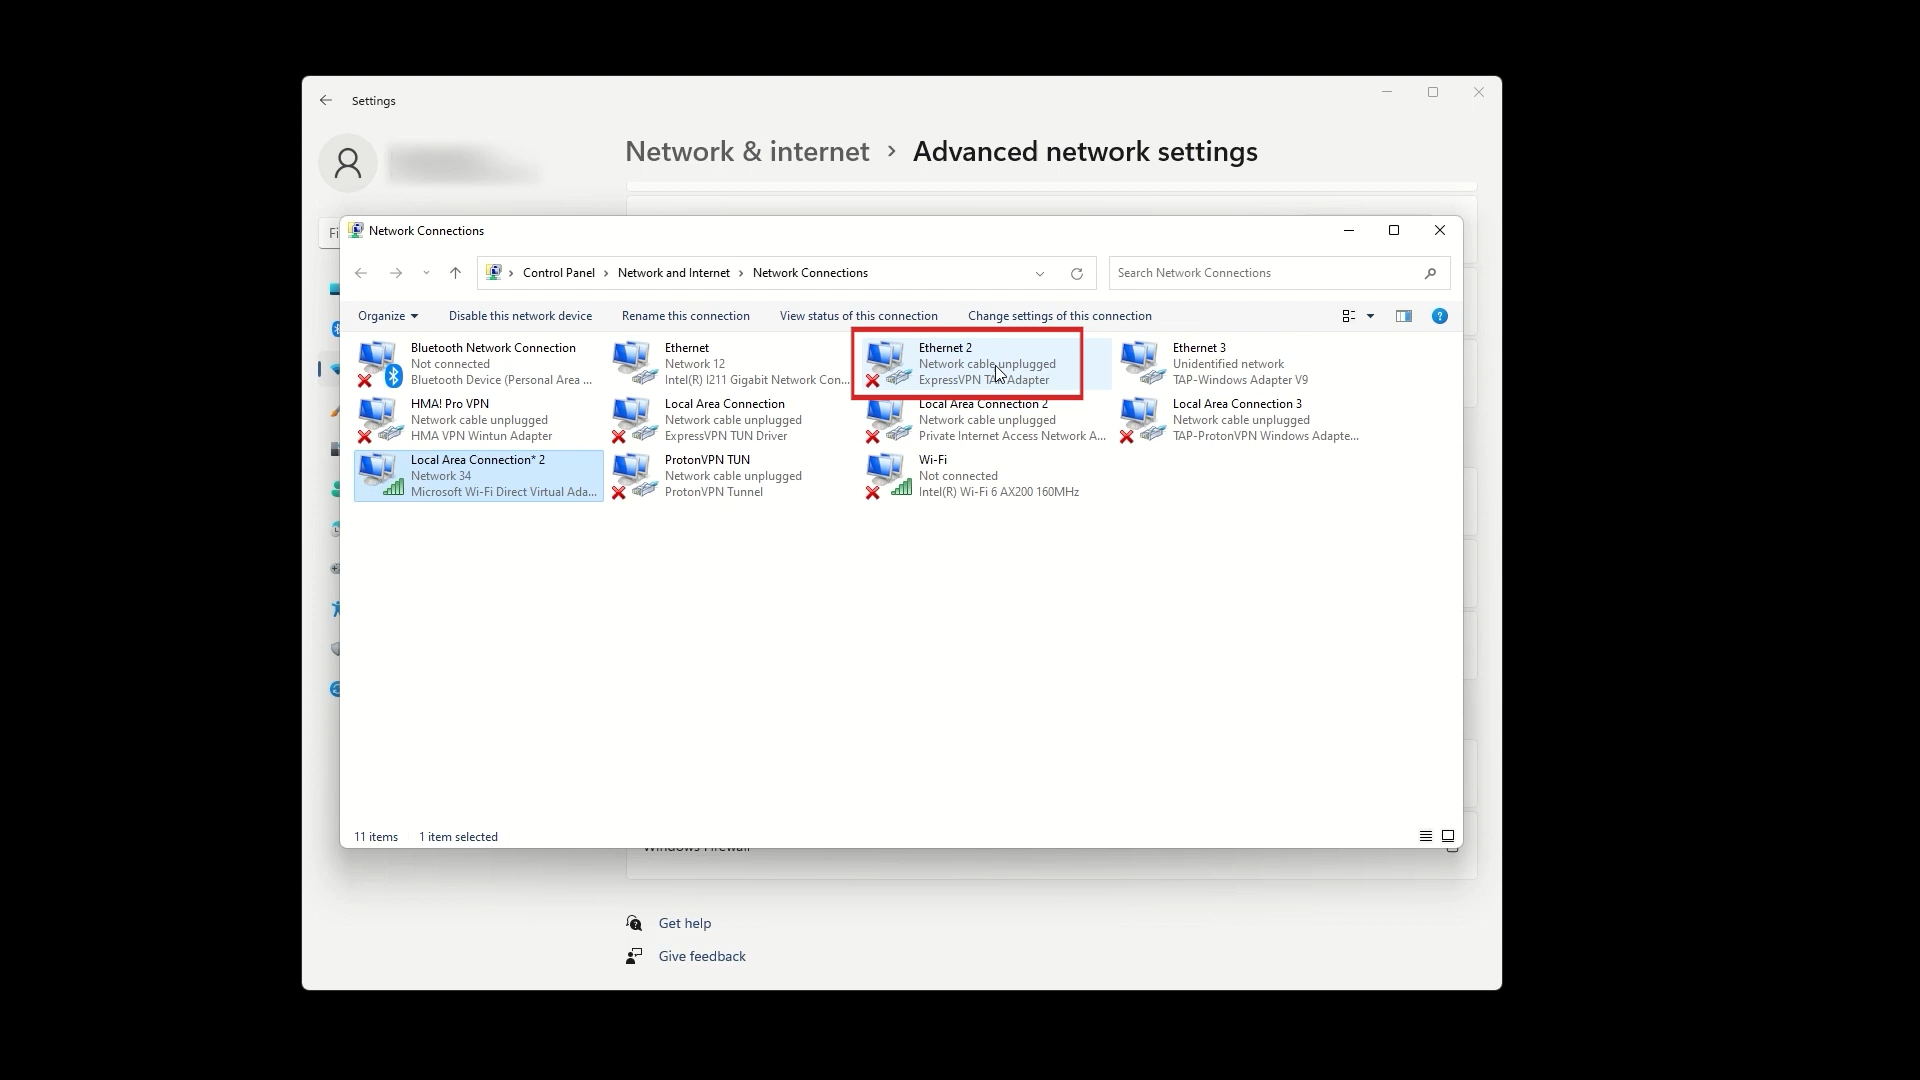 Settings
Network & internet › Advanced network settings
Fi
Network Connections
Control Panel › Network and Internet › Network Connections
Search Network Connections
Organize
Disable this network device
Rename this connection
View status of this connection
Change settings of this connection
Bluetooth Network Connection
Not connected
Bluetooth Device (Personal Area ...
Ethernet
Network 12
Intel(R) I211 Gigabit Network Con...
Ethernet 2
Network cable unplugged
ExpressVPN TAP Adapter
Ethernet 3
Unidentified network
TAP-Windows Adapter V9
HMA! Pro VPN
Network cable unplugged
HMA VPN Wintun Adapter
Local Area Connection
Network cable unplugged
ExpressVPN TUN Driver
Local Area Connection 2
Network cable unplugged
Private Internet Access Network A...
Local Area Connection 3
Network cable unplugged
TAP-ProtonVPN Windows Adapte...
Local Area Connection* 2
Network 34
Microsoft Wi-Fi Direct Virtual Ada...
ProtonVPN TUN
Network cable unplugged
ProtonVPN Tunnel
Wi-Fi
Not connected
Intel(R) Wi-Fi 6 AX200 160MHz
11 items
1 item selected
Windows Firewall
Get help
Give feedback